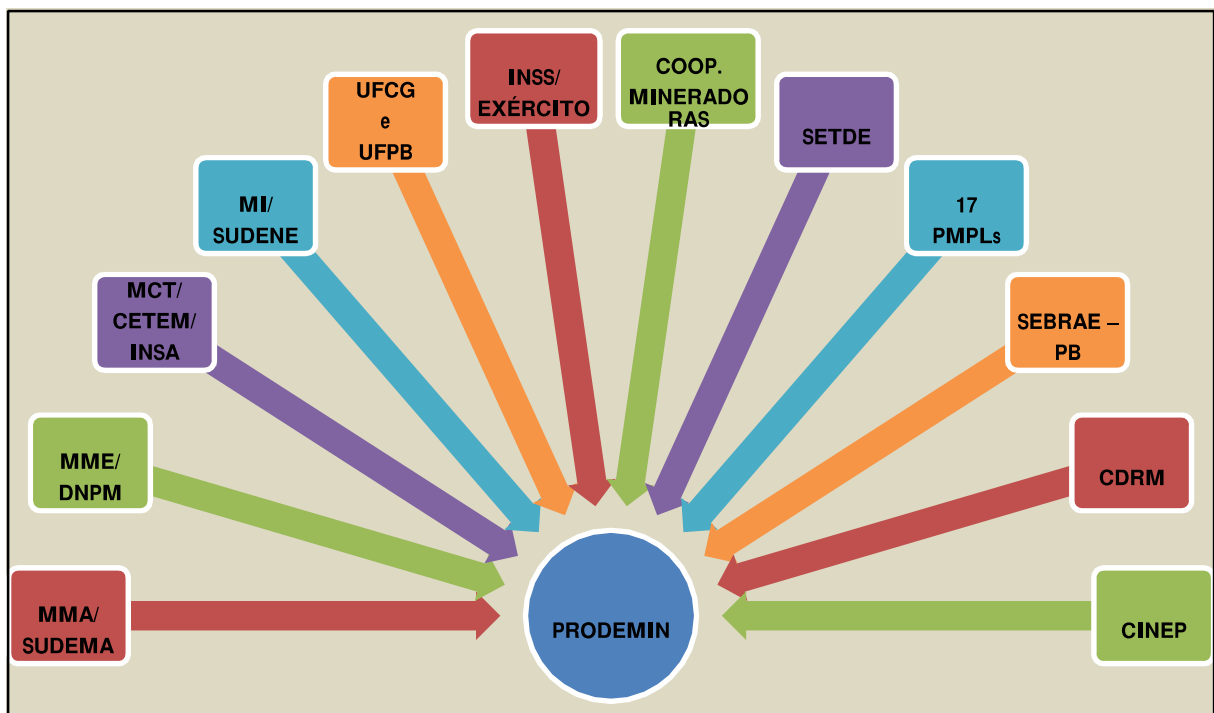 MMA/
SUDEMA
MME/
DNPM
MCT/
CETEM/
INSA
MI/
SUDENE
UFCG
e
UFPB
INSS/
EXÉRCITO
COOP.
MINERADO
RAS
SETDE
17
PMPLs
SEBRAE –
PB
CDRM
CINEP
PRODEMIN